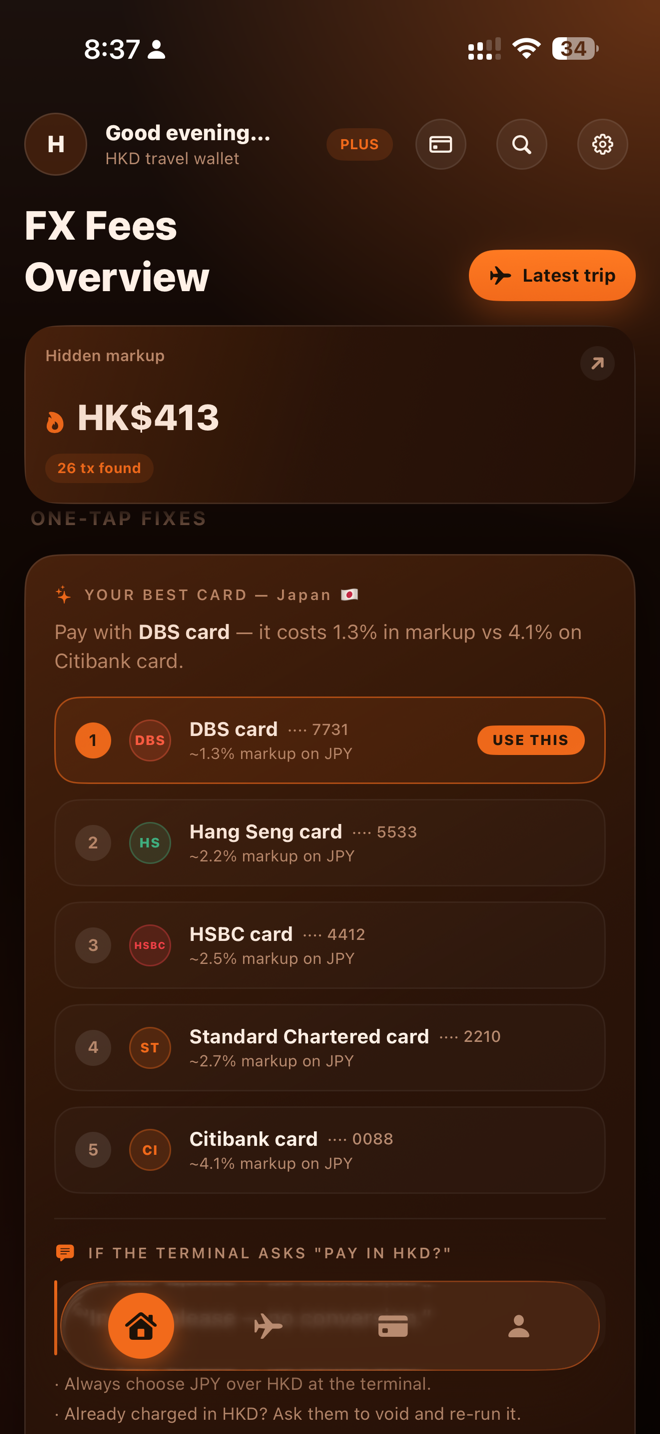 8:37
34
H
Good evening...
HKD travel wallet
PLUS
FX Fees
Overview
Latest trip
Hidden markup
HK$413
26 tx found
ONE-TAP FIXES
YOUR BEST CARD — Japan 🇯🇵
Pay with DBS card — it costs 1.3% in markup vs 4.1% on
Citibank card.
1
DBS
DBS card ···· 7731
~1.3% markup on JPY
USE THIS
2
HS
Hang Seng card ···· 5533
~2.2% markup on JPY
3
HSBC
HSBC card ···· 4412
~2.5% markup on JPY
4
ST
Standard Chartered card ···· 2210
~2.7% markup on JPY
5
CI
Citibank card ···· 0088
~4.1% markup on JPY
IF THE TERMINAL ASKS "PAY IN HKD?"
· Always choose JPY over HKD at the terminal.
· Already charged in HKD? Ask them to void and re-run it.